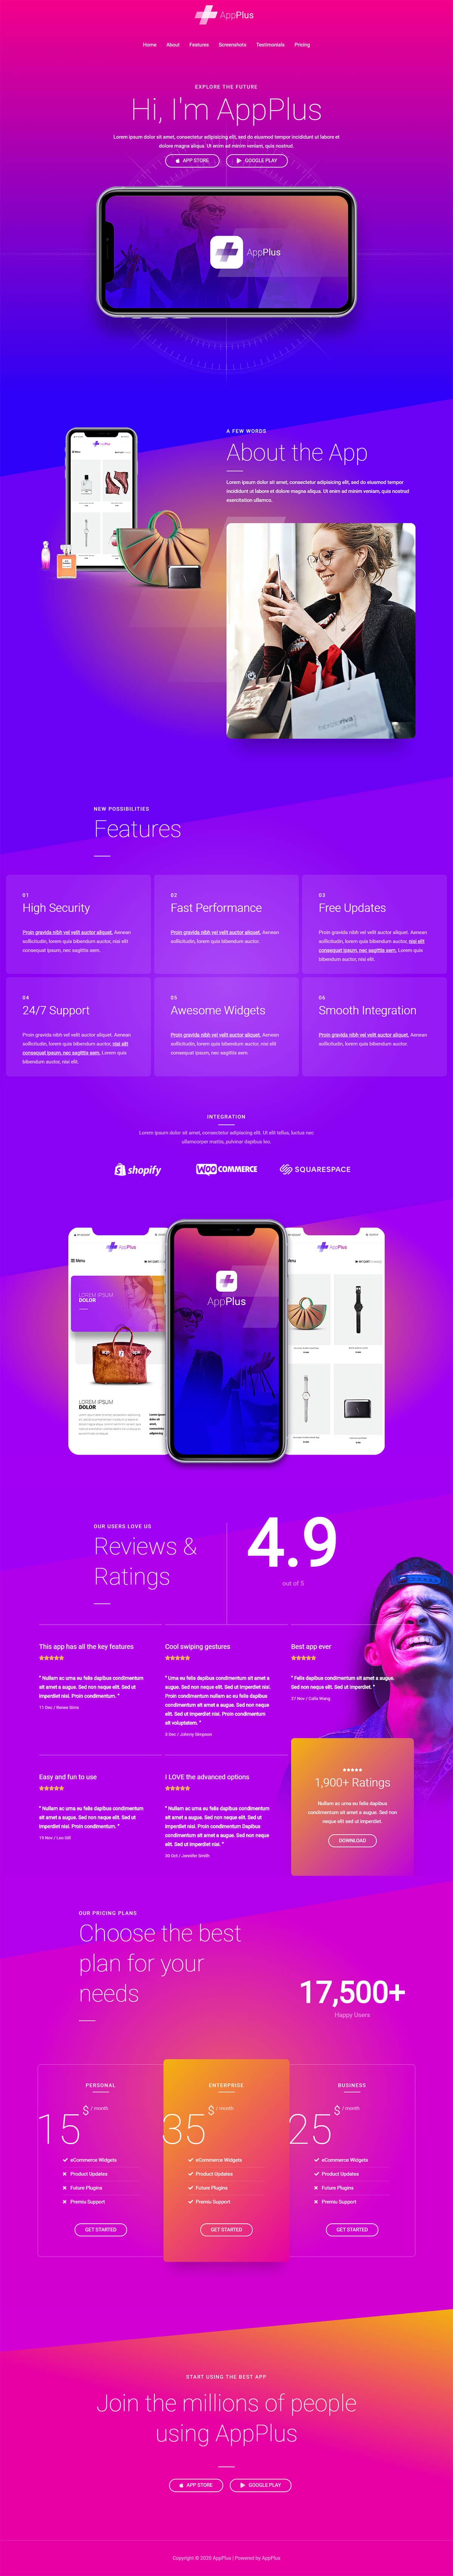 AppPlus
Home About Features Screenshots Testimonials Pricing
EXPLORE THE FUTURE
Hi, I'm AppPlus
Lorem ipsum dolor sit amet, consectetur adipisicing elit, sed do eiusmod tempor incididunt ut labore et
dolore magna aliqua. Ut enim ad minim veniam, quis nostrud.
APP STORE GOOGLE PLAY
AppPlus
A FEW WORDS
About the App
Lorem ipsum dolor sit amet, consectetur adipisicing elit, sed do eiusmod tempor
incididunt ut labore et dolore magna aliqua. Ut enim ad minim veniam, quis nostrud
exercitation ullamco.
Menu
NEW POSSIBILITIES
Features
01
High Security
Proin gravida nibh vel velit auctor aliquet. Aenean
sollicitudin, lorem quis bibendum auctor, nisi elit
consequat ipsum, nec sagittis sem.
02
Fast Performance
Proin gravida nibh vel velit auctor aliquet. Aenean
sollicitudin, lorem quis bibendum auctor.
03
Free Updates
Proin gravida nibh vel velit auctor aliquet. Aenean
sollicitudin, lorem quis bibendum auctor, nisi elit
consequat ipsum, nec sagittis sem. Lorem quis
bibendum auctor, nisi elit.
04
24/7 Support
Proin gravida nibh vel velit auctor aliquet. Aenean
sollicitudin, lorem quis bibendum auctor, nisi elit
consequat ipsum, nec sagittis sem. Lorem quis
bibendum auctor, nisi elit.
05
Awesome Widgets
Proin gravida nibh vel velit auctor aliquet. Aenean
sollicitudin, lorem quis bibendum auctor, nisi elit
consequat ipsum, nec sagittis sem.
06
Smooth Integration
Proin gravida nibh vel velit auctor aliquet. Aenean
sollicitudin, lorem quis bibendum auctor.
INTEGRATION
Lorem ipsum dolor sit amet, consectetur adipiscing elit. Ut elit tellus, luctus nec
ullamcorper mattis, pulvinar dapibus leo.
shopify WOO COMMERCE SQUARESPACE
AppPlus
Menu
LOREM IPSUM
DOLOR
LOREM IPSUM
DOLOR
AppPlus
AppPlus
Menu
OUR USERS LOVE US
Reviews &
Ratings
4.9
out of 5
This app has all the key features
" Nullam ac urna eu felis dapibus condimentum
sit amet a augue. Sed non neque elit. Sed ut
imperdiet nisi. Proin condimentum. "
11 Dec / Renee Sims
Cool swiping gestures
" Urna eu felis dapibus condimentum sit amet a
augue. Sed non neque elit. Sed ut imperdiet nisi.
Proin condimentum nullam ac eu felis dapibus
condimentum sit amet a augue. Sed non neque
elit. Sed ut imperdiet nisi. Proin condimentum
sit voluptatem. "
3 Dec / Johnny Simpson
Best app ever
" Felis dapibus condimentum sit amet a augue.
Sed non neque elit. Sed ut imperdiet. "
27 Nov / Calla Wang
Easy and fun to use
" Nullam ac urna eu felis dapibus condimentum
sit amet a augue. Sed non neque elit. Sed ut
imperdiet nisi. Proin condimentum. "
19 Nov / Leo Gill
I LOVE the advanced options
" Nullam ac urna eu felis dapibus condimentum
sit amet a augue. Sed non neque elit. Sed ut
imperdiet nisi. Proin Condimentum Dapibus
condimentum sit amet a augue. Sed non neque
elit. Sed ut imperdiet nisi. "
30 Oct / Jennifer Smith
1,900+ Ratings
Nullam ac urna eu felis dapibus
condimentum sit amet a augue. Sed non
neque elit sed ut imperdiet.
DOWNLOAD
OUR PRICING PLANS
Choose the best
plan for your
needs
17,500+
Happy Users
PERSONAL
15 $ / month
eCommerce Widgets
Product Updates
Future Plugins
Premiu Support
GET STARTED
ENTERPRISE
35 $ / month
eCommerce Widgets
Product Updates
Future Plugins
Premiu Support
GET STARTED
BUSINESS
25 $ / month
eCommerce Widgets
Product Updates
Future Plugins
Premiu Support
GET STARTED
START USING THE BEST APP
Join the millions of people
using AppPlus
APP STORE GOOGLE PLAY
Copyright © 2020 AppPlus | Powered by AppPlus